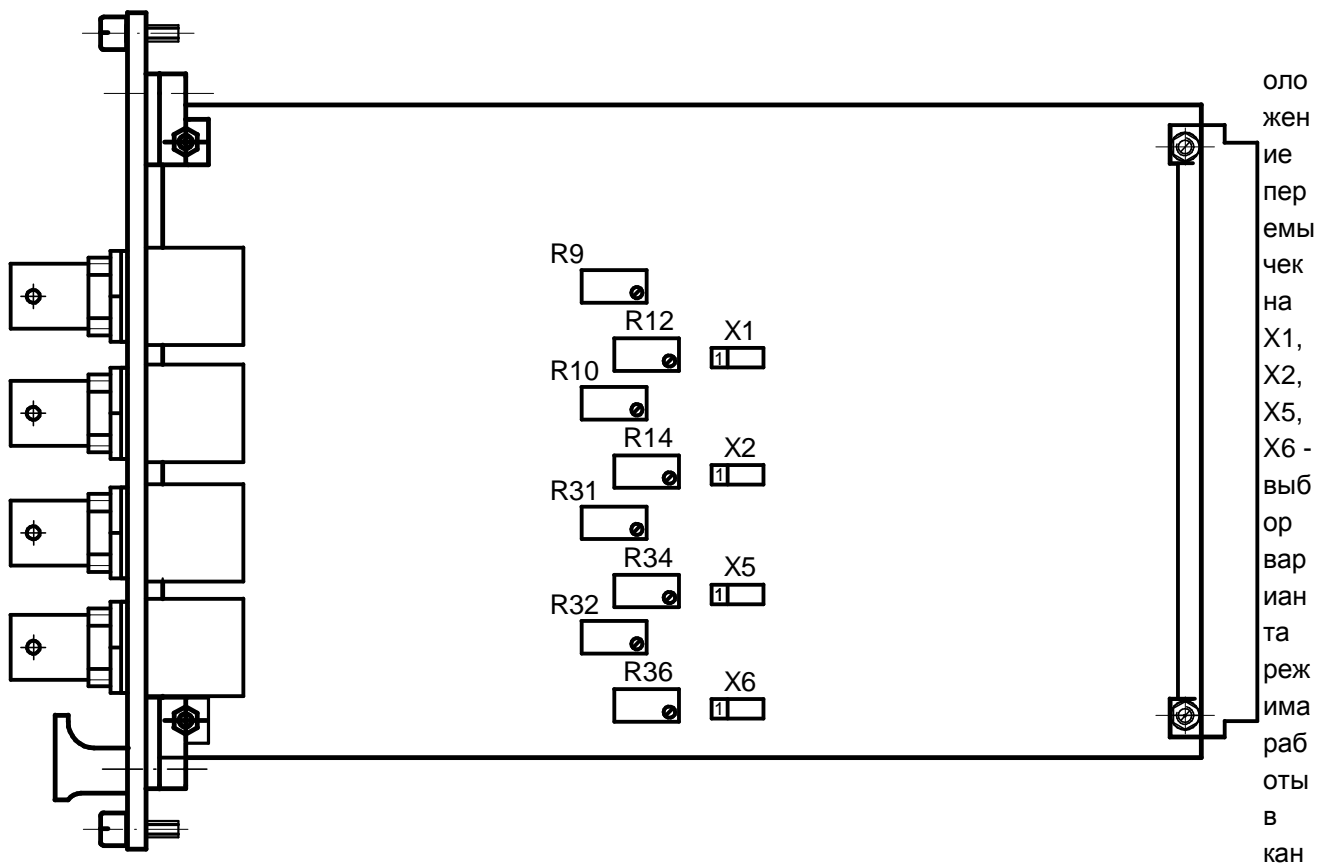 R9
R12 X1
1
R10
R14 X2
1
R31
R34 X5
1
R32
R36 X6
1
оло
жен
ие
пер
емы
чек
на
X1,
X2,
X5,
X6 -
выб
ор
вар
иан
та
реж
има
раб
оты
в
кан